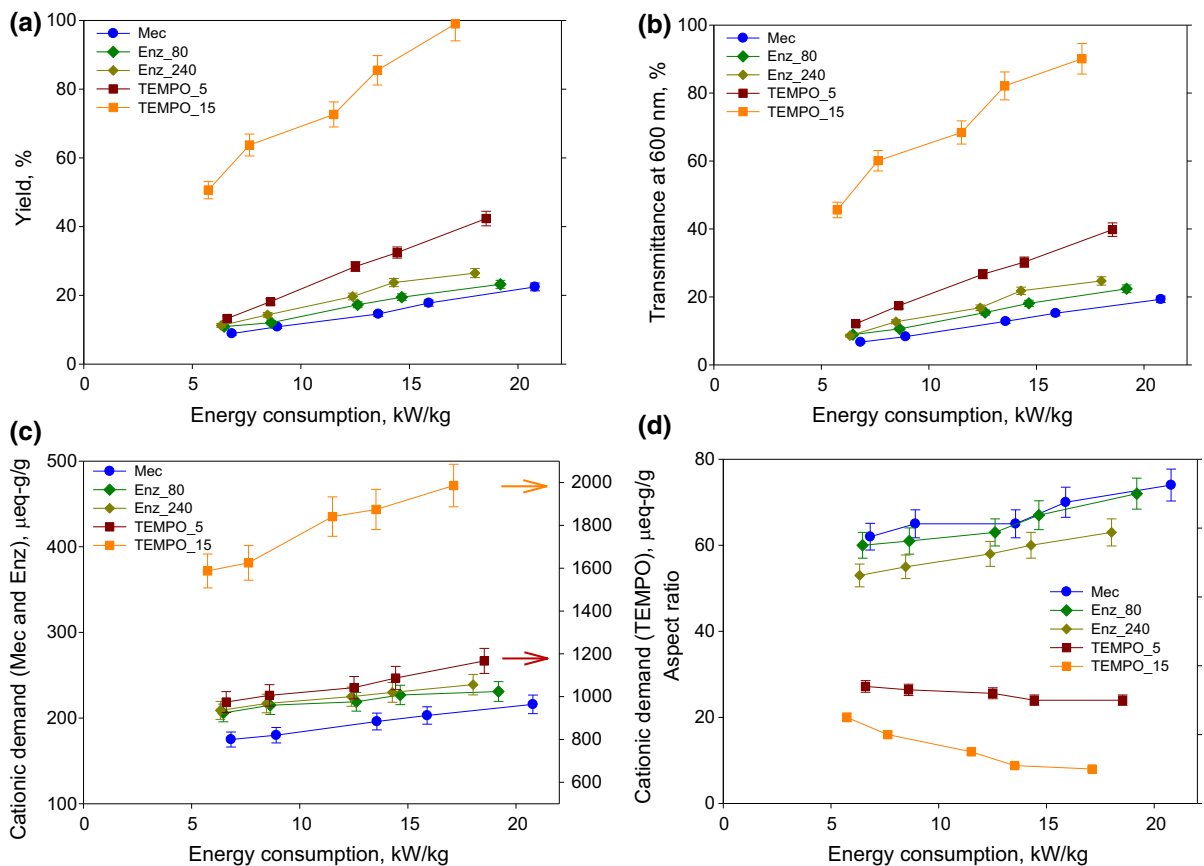 (a)
Yield, %
100
80
60
40
20
0
Mec
Enz_80
Enz_240
TEMPO_5
TEMPO_15
0 5 10 15 20
Energy consumption, kW/kg
(b)
Transmittance at 600 nm, %
100
80
60
40
20
0
Mec
Enz_80
Enz_240
TEMPO_5
TEMPO_15
0 5 10 15 20
Energy consumption, kW/kg
(c)
Cationic demand (Mec and Enz), μeq-g/g
500
400
300
200
100
Mec
Enz_80
Enz_240
TEMPO_5
TEMPO_15
2000
1800
1600
1400
1200
1000
800
600
0 5 10 15 20
Energy consumption, kW/kg
Cationic demand (TEMPO), μeq-g/g
(d)
Aspect ratio
80
60
40
20
0
Mec
Enz_80
Enz_240
TEMPO_5
TEMPO_15
0 5 10 15 20
Energy consumption, kW/kg